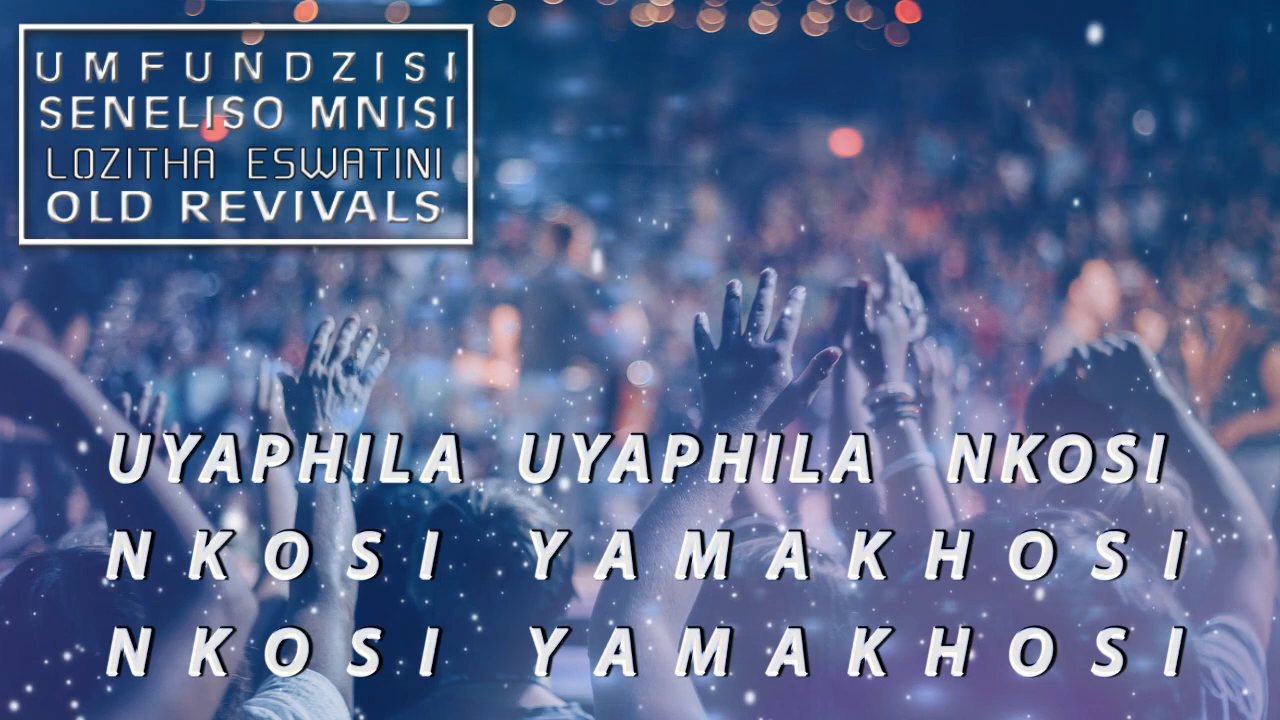 UMFUNDZISI
SENELISO MNISI
LOZITHA ESWATINI
OLD REVIVALS
UYAPHILA UYAPHILA NKOSI
NKOSI YAMAKHOSI
NKOSI YAMAKHOSI